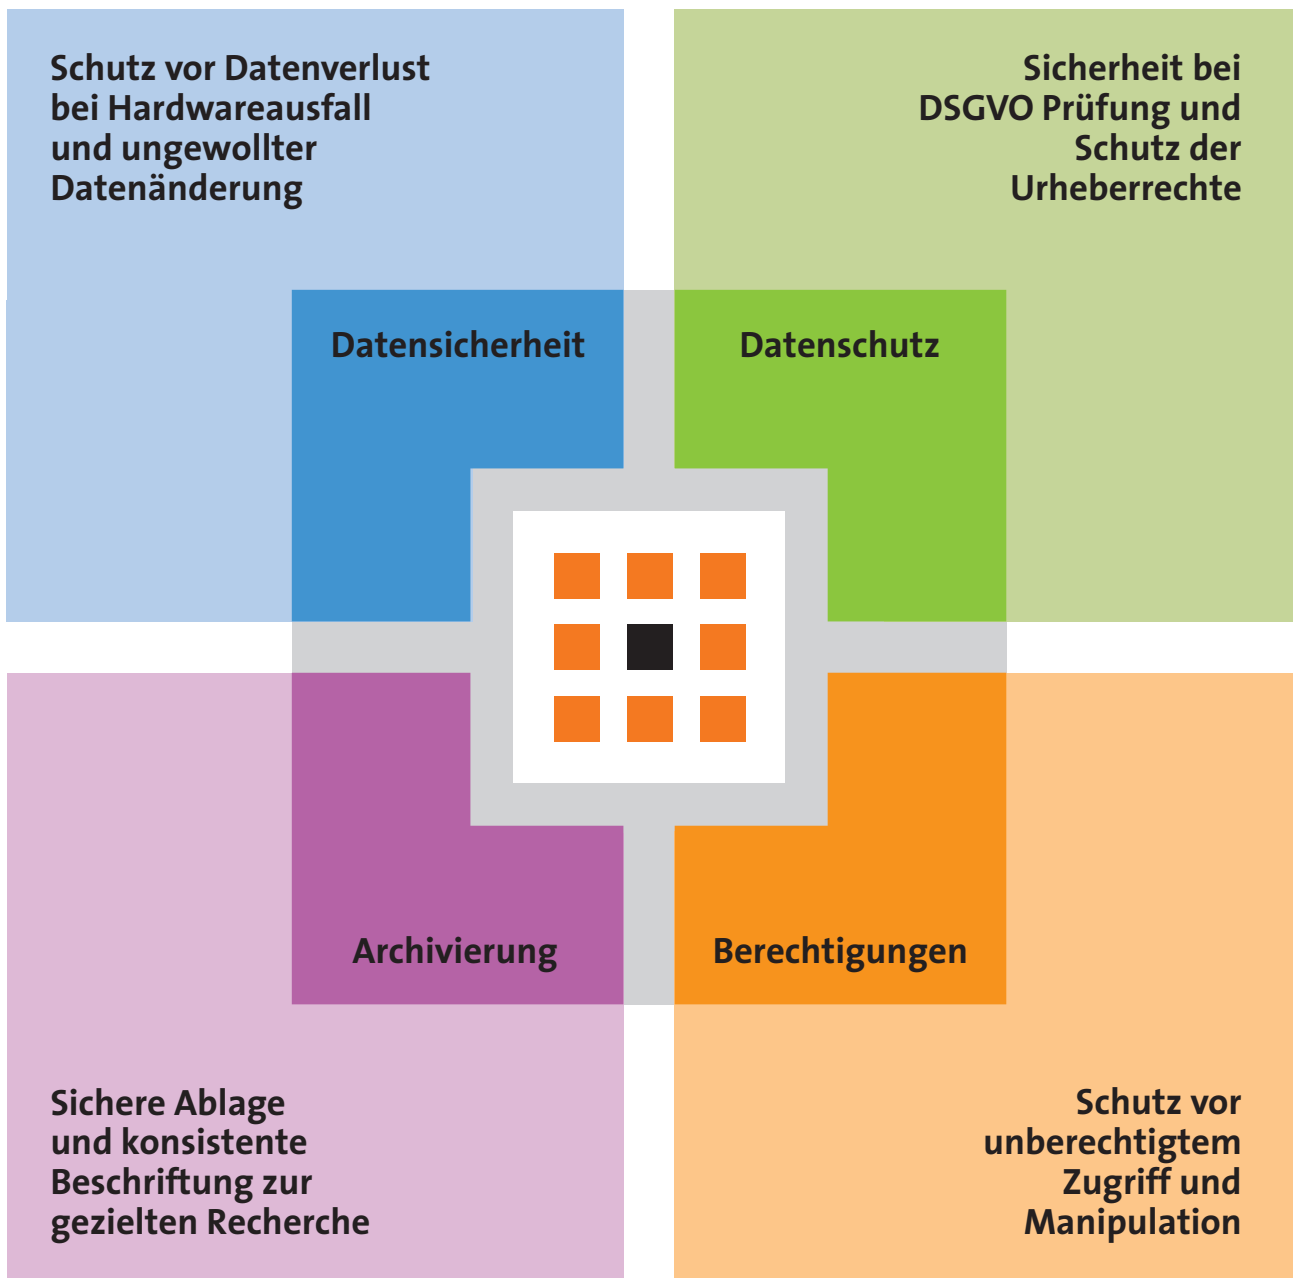 Schutz vor Datenverlust
bei Hardwareausfall
und ungewollter
Datenänderung
Sicherheit bei
DSGVO Prüfung und
Schutz der
Urheberrechte
Datensicherheit
Datenschutz
Archivierung
Berechtigungen
Sichere Ablage
und konsistente
Beschriftung zur
gezielten Recherche
Schutz vor
unberechtigtem
Zugriff und
Manipulation